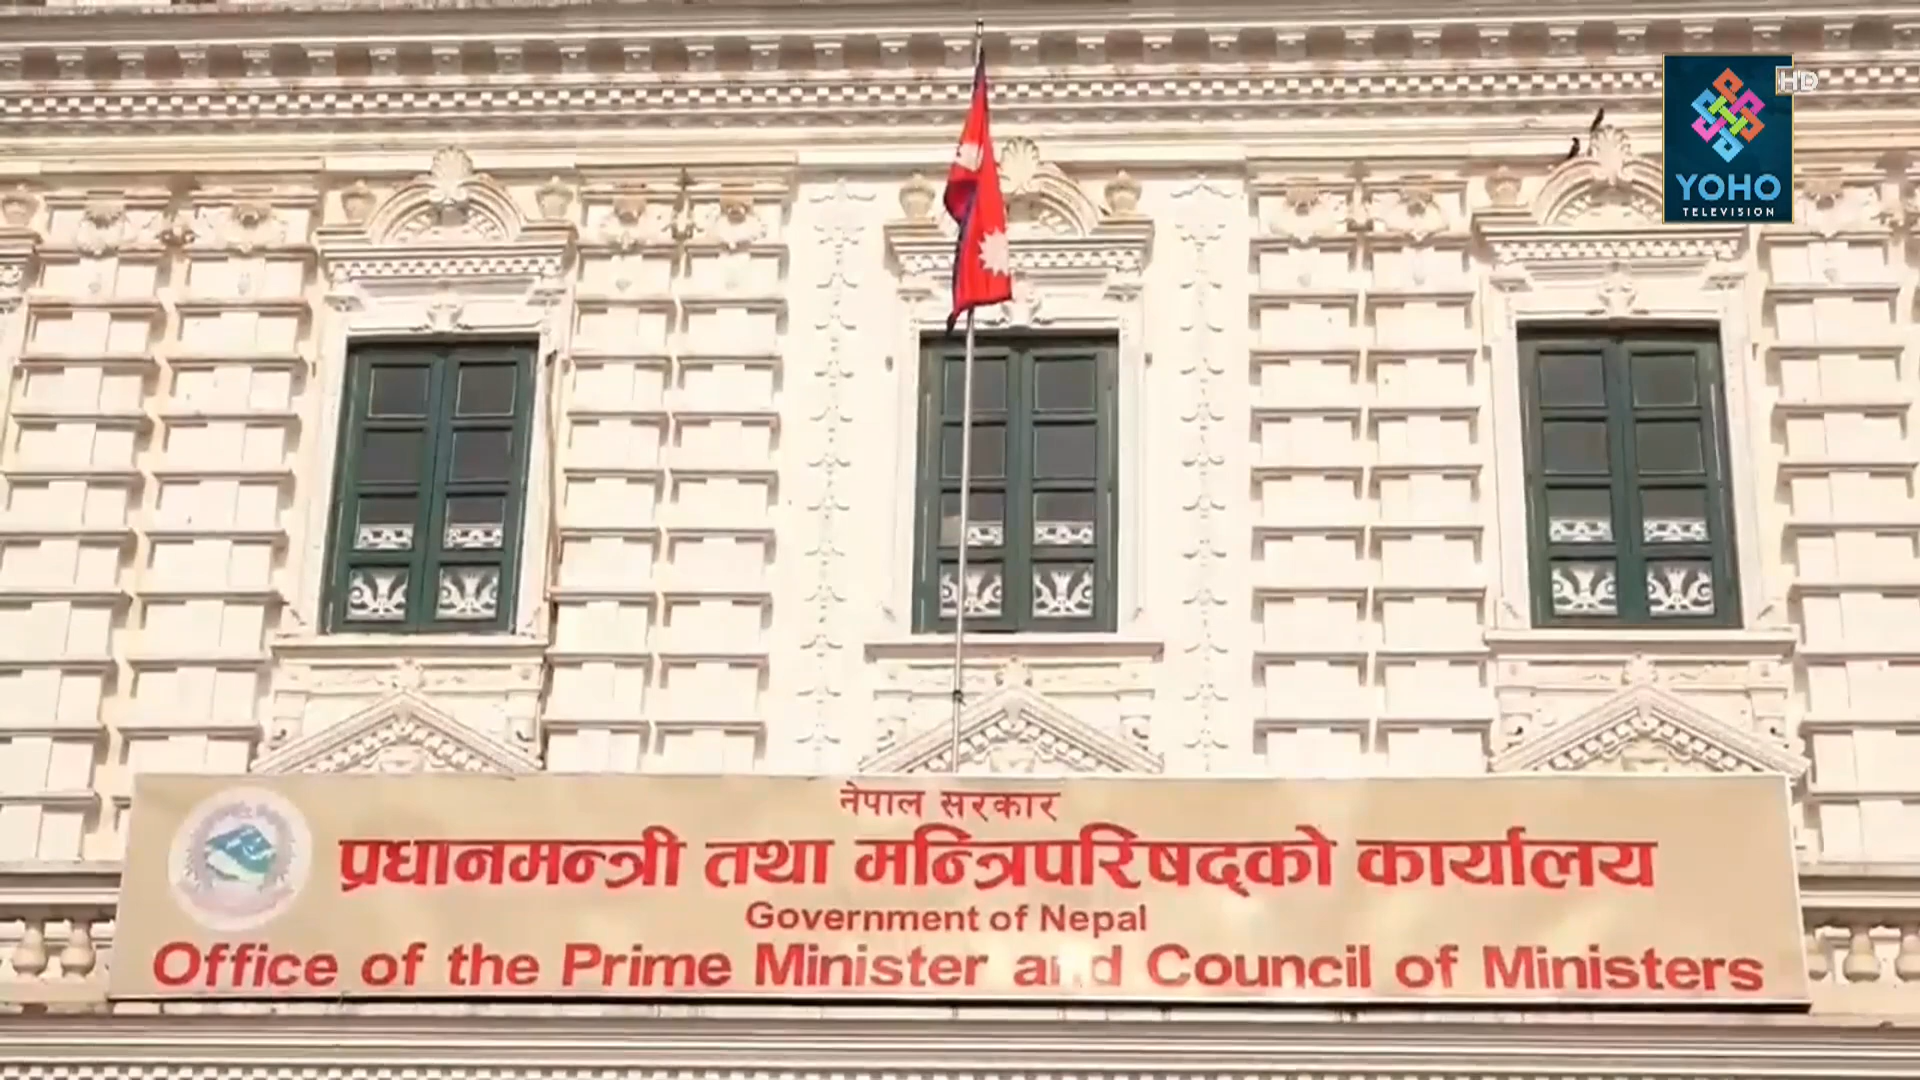 HD
YOHO
TELEVISION
नेपाल सरकार
प्रधानमन्त्री तथा मन्त्रिपरिषद्को कार्यालय
Government of Nepal
Office of the Prime Minister and Council of Ministers